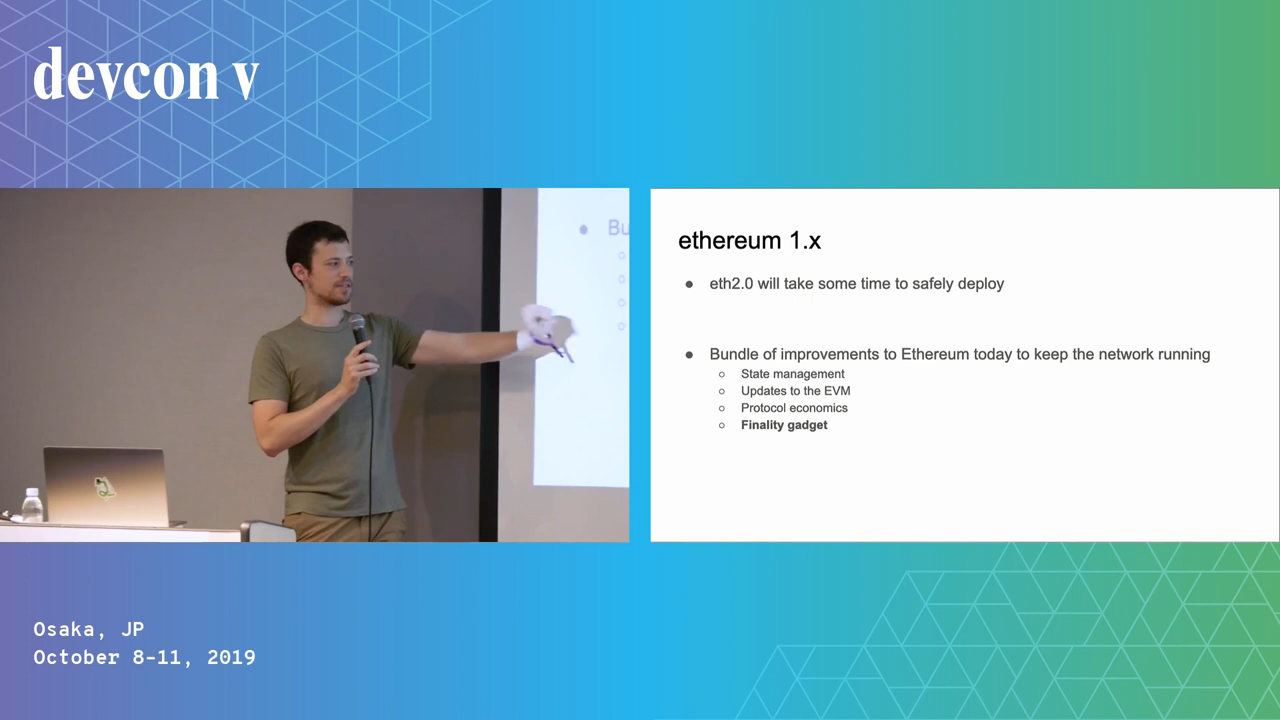 devcon v
Bu
ethereum 1.x
● eth2.0 will take some time to safely deploy
● Bundle of improvements to Ethereum today to keep the network running
○ State management
○ Updates to the EVM
○ Protocol economics
○ Finality gadget
Osaka, JP
October 8-11, 2019